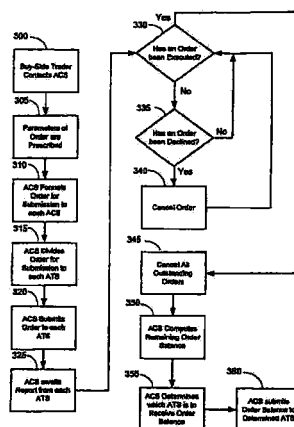 300
Buy-Side Trader
Contacts ACS
305
Parameters of
Order are
Prescribed
310
ACS Formats
Order for
Submission to
each ACS
315
ACS Divides
Order for
Submission to
each ATS
320
ACS Submits
Order to each
ATS
325
ACS awaits
Report from each
ATS
330
Yes
Has an Order
been Executed?
No
335
Has an Order
been Declined?
No
Yes
340
Cancel Order
345
Cancel All
Outstanding
Orders
350
ACS Computes
Remaining Order
Balance
355
ACS Determines
which ATS is to
Receive Order
Balance
360
ACS submits
Order Balance to
Determined ATS